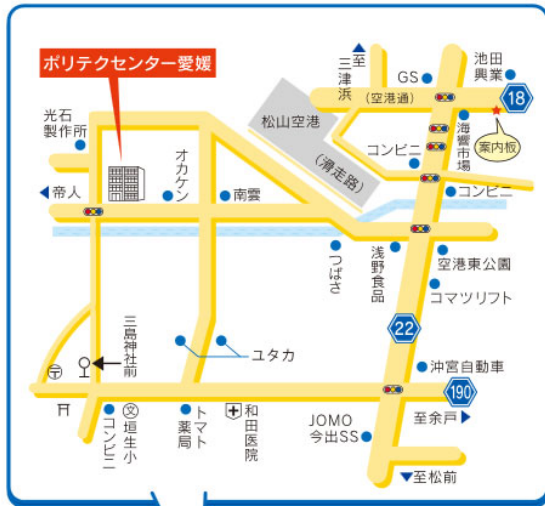 ポリテクセンター愛媛
光石
製作所
オカケン
帝人
南雲
松山空港
(滑走路)
至
三津浜
GS
(空港通)
池田
興業
18
案内板
海響市場
コンビニ
コンビニ
つばさ
浅野食品
空港東公園
コマツリフト
22
三島神社前
ユタカ
沖宮自動車
190
至余戸
〒
文
垣生小
コンビニ
トマト
薬局
和田医院
JOMO
今出SS
至松前